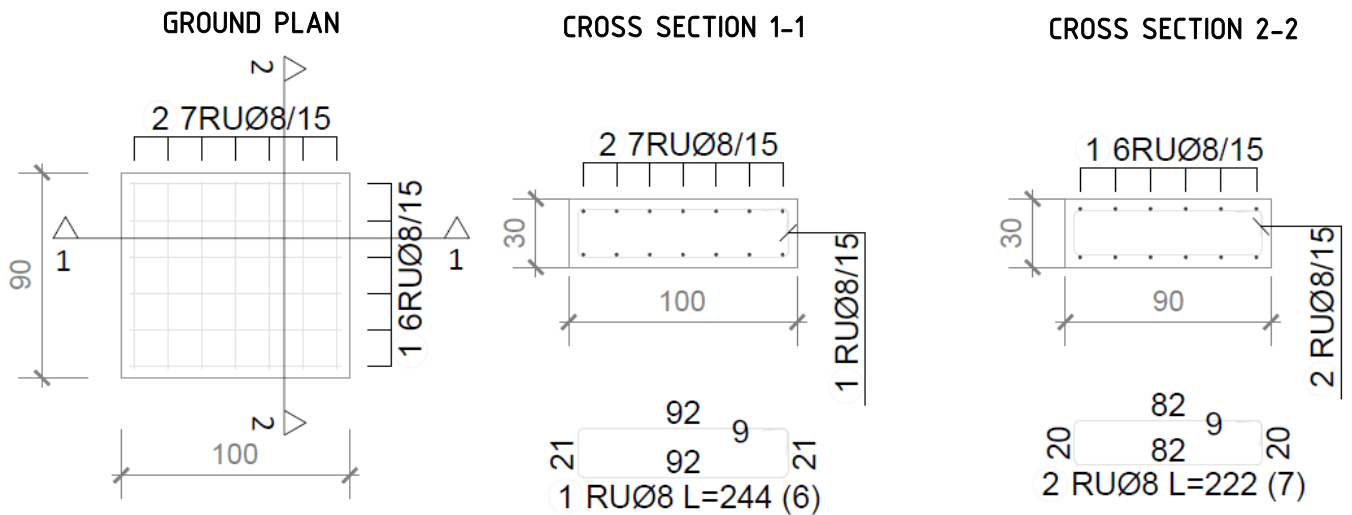 GROUND PLAN
2
2 7RUØ8/15
90
1
1
1 6RUØ8/15
2
100
CROSS SECTION 1-1
2 7RUØ8/15
30
100
1 RUØ8/15
92
9
21
92
21
1 RUØ8 L=244 (6)
CROSS SECTION 2-2
1 6RUØ8/15
30
90
2 RUØ8/15
82
9
20
82
20
2 RUØ8 L=222 (7)